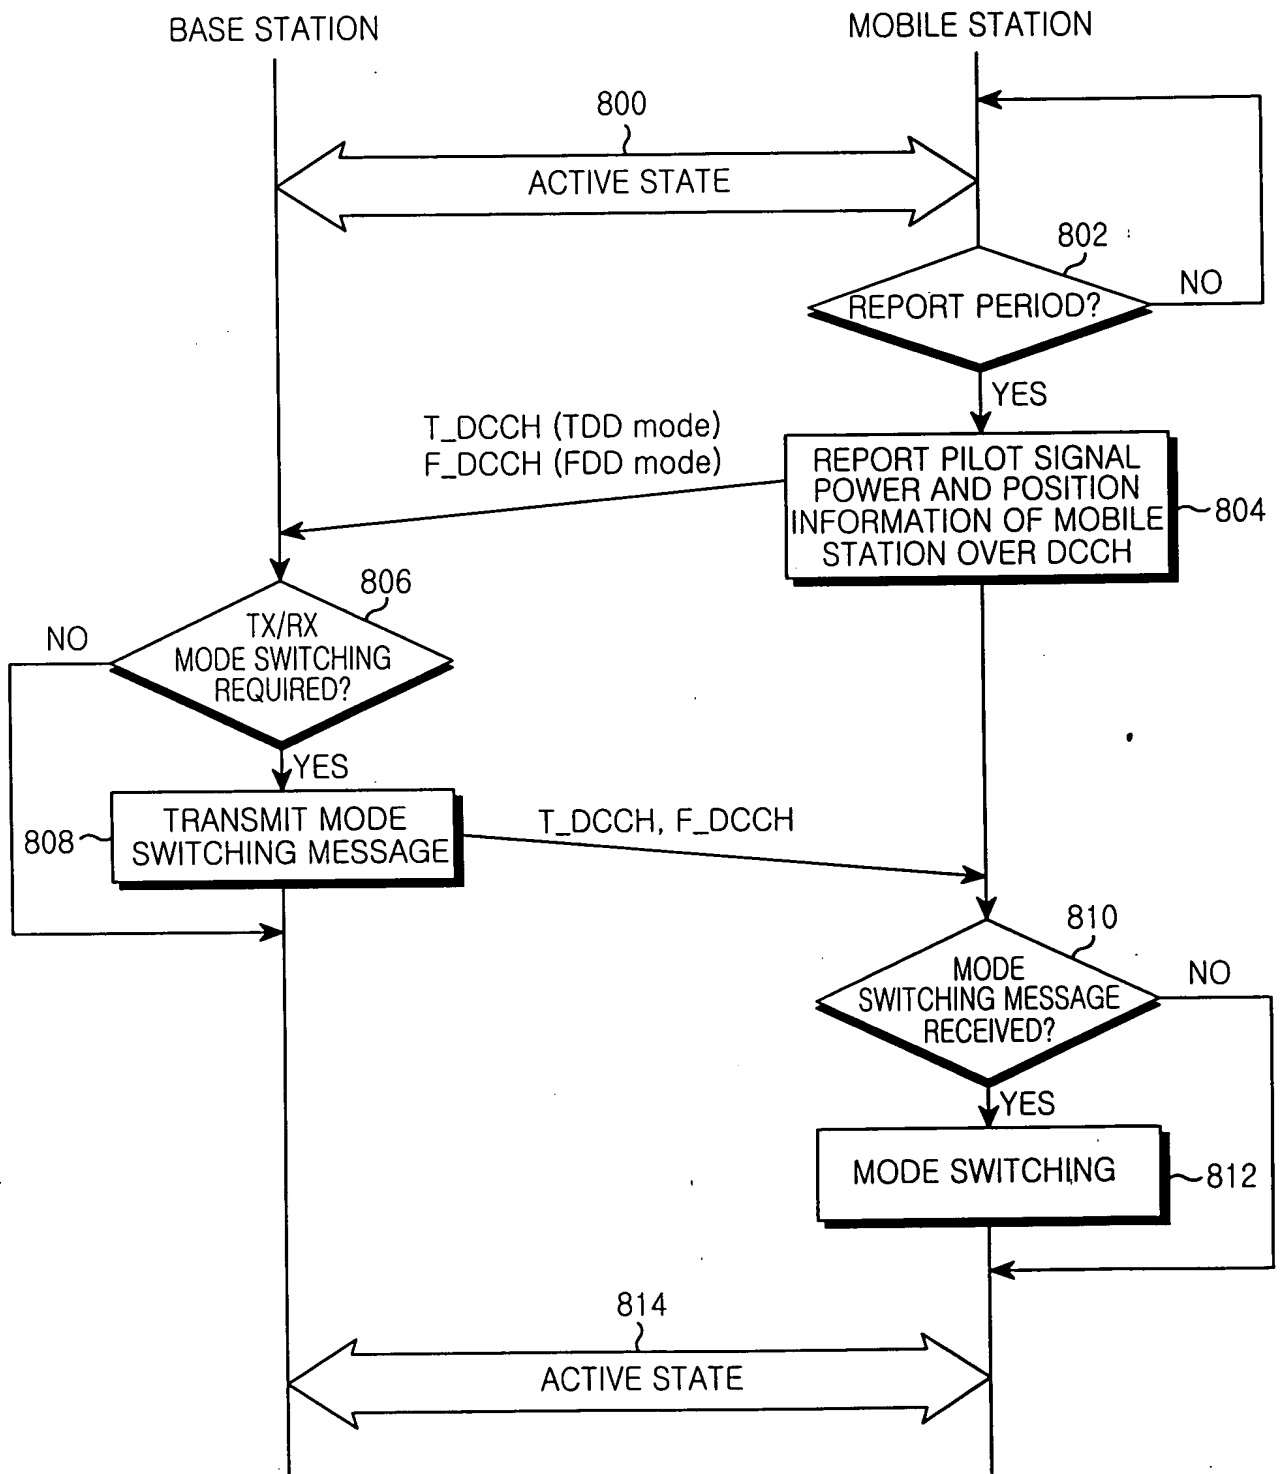 BASE STATION
MOBILE STATION
800
ACTIVE STATE
802
REPORT PERIOD?
NO
YES
T_DCCH (TDD mode)
F_DCCH (FDD mode)
REPORT PILOT SIGNAL
POWER AND POSITION
INFORMATION OF MOBILE
STATION OVER DCCH
804
806
TX/RX
MODE SWITCHING
REQUIRED?
NO
YES
808
TRANSMIT MODE
SWITCHING MESSAGE
T_DCCH, F_DCCH
810
MODE
SWITCHING MESSAGE
RECEIVED?
NO
YES
MODE SWITCHING
812
814
ACTIVE STATE